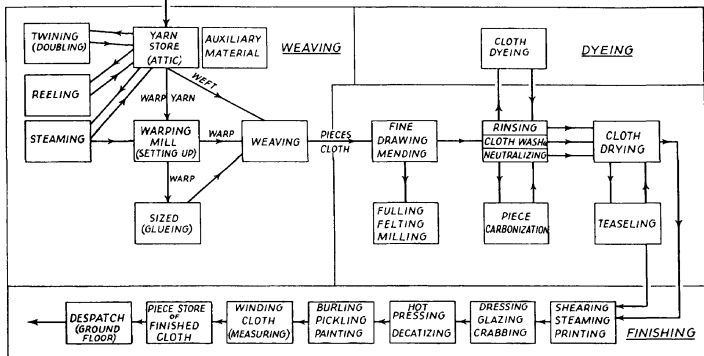 TWINING
(DOUBLING)
YARN
STORE
(ATTIC)
AUXILIARY
MATERIAL
WEAVING
REELING
WEFT
WARP YARN
STEAMING
WARPING
MILL
(SETTING UP)
WARP
WEAVING
PIECES
CLOTH
WARP
SIZED
(GLUEING)
DYEING
CLOTH
DYEING
FINE
DRAWING
MENDING
RINSING
CLOTH WASHG
NEUTRALIZING
CLOTH
DRYING
FULLING
FELTING
MILLING
PIECE
CARBONIZATION
TEASELING
DESPATCH
(GROUND
FLOOR)
PIECE STORE
OF
FINISHED
CLOTH
WINDING
CLOTH
(MEASURING)
BURLING
PICKLING
PAINTING
HOT
PRESSING
DECATIZING
DRESSING
GLAZING
CRABBING
SHEARING
STEAMING
PRINTING
FINISHING